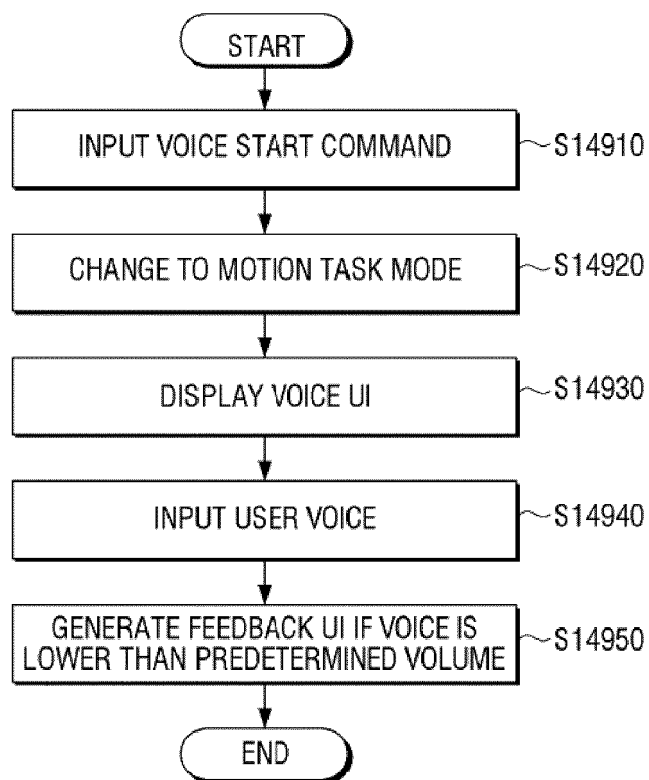 START
INPUT VOICE START COMMAND
S14910
CHANGE TO MOTION TASK MODE
S14920
DISPLAY VOICE UI
S14930
INPUT USER VOICE
S14940
GENERATE FEEDBACK UI IF VOICE IS
LOWER THAN PREDETERMINED VOLUME
S14950
END